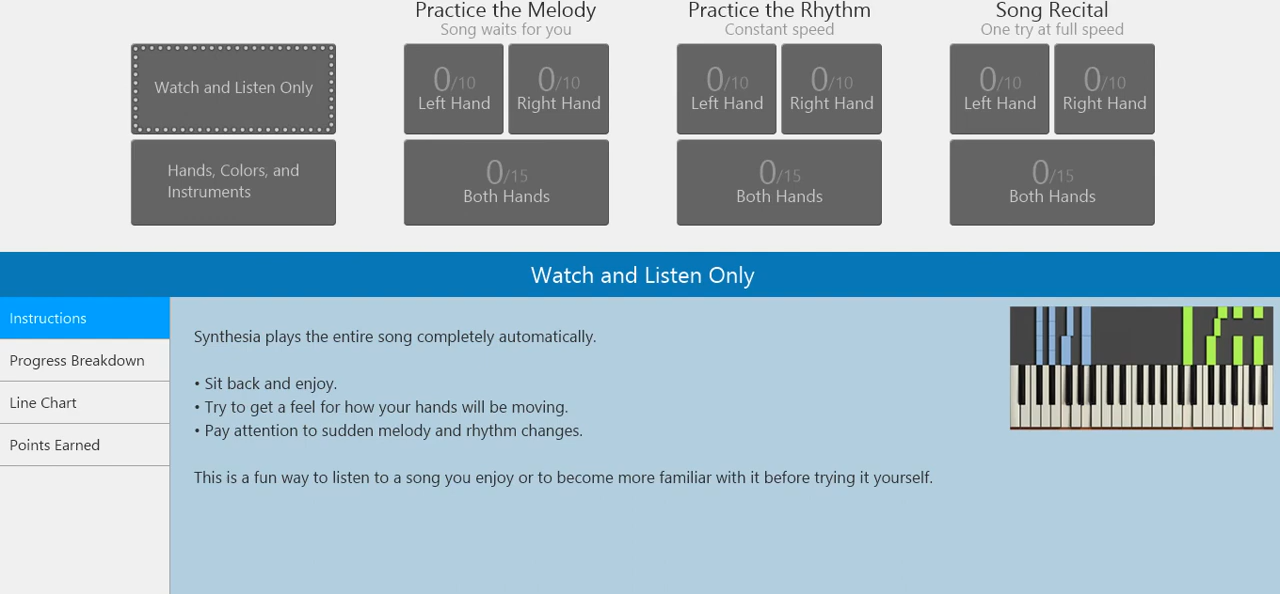 Practice the Melody
Song waits for you
Practice the Rhythm
Constant speed
Song Recital
One try at full speed
Watch and Listen Only
Hands, Colors, and
Instruments
0/10
Left Hand
0/10
Right Hand
0/15
Both Hands
0/10
Left Hand
0/10
Right Hand
0/15
Both Hands
0/10
Left Hand
0/10
Right Hand
0/15
Both Hands
Watch and Listen Only
Instructions
Progress Breakdown
Line Chart
Points Earned
Synthesia plays the entire song completely automatically.
• Sit back and enjoy.
• Try to get a feel for how your hands will be moving.
• Pay attention to sudden melody and rhythm changes.
This is a fun way to listen to a song you enjoy or to become more familiar with it before trying it yourself.